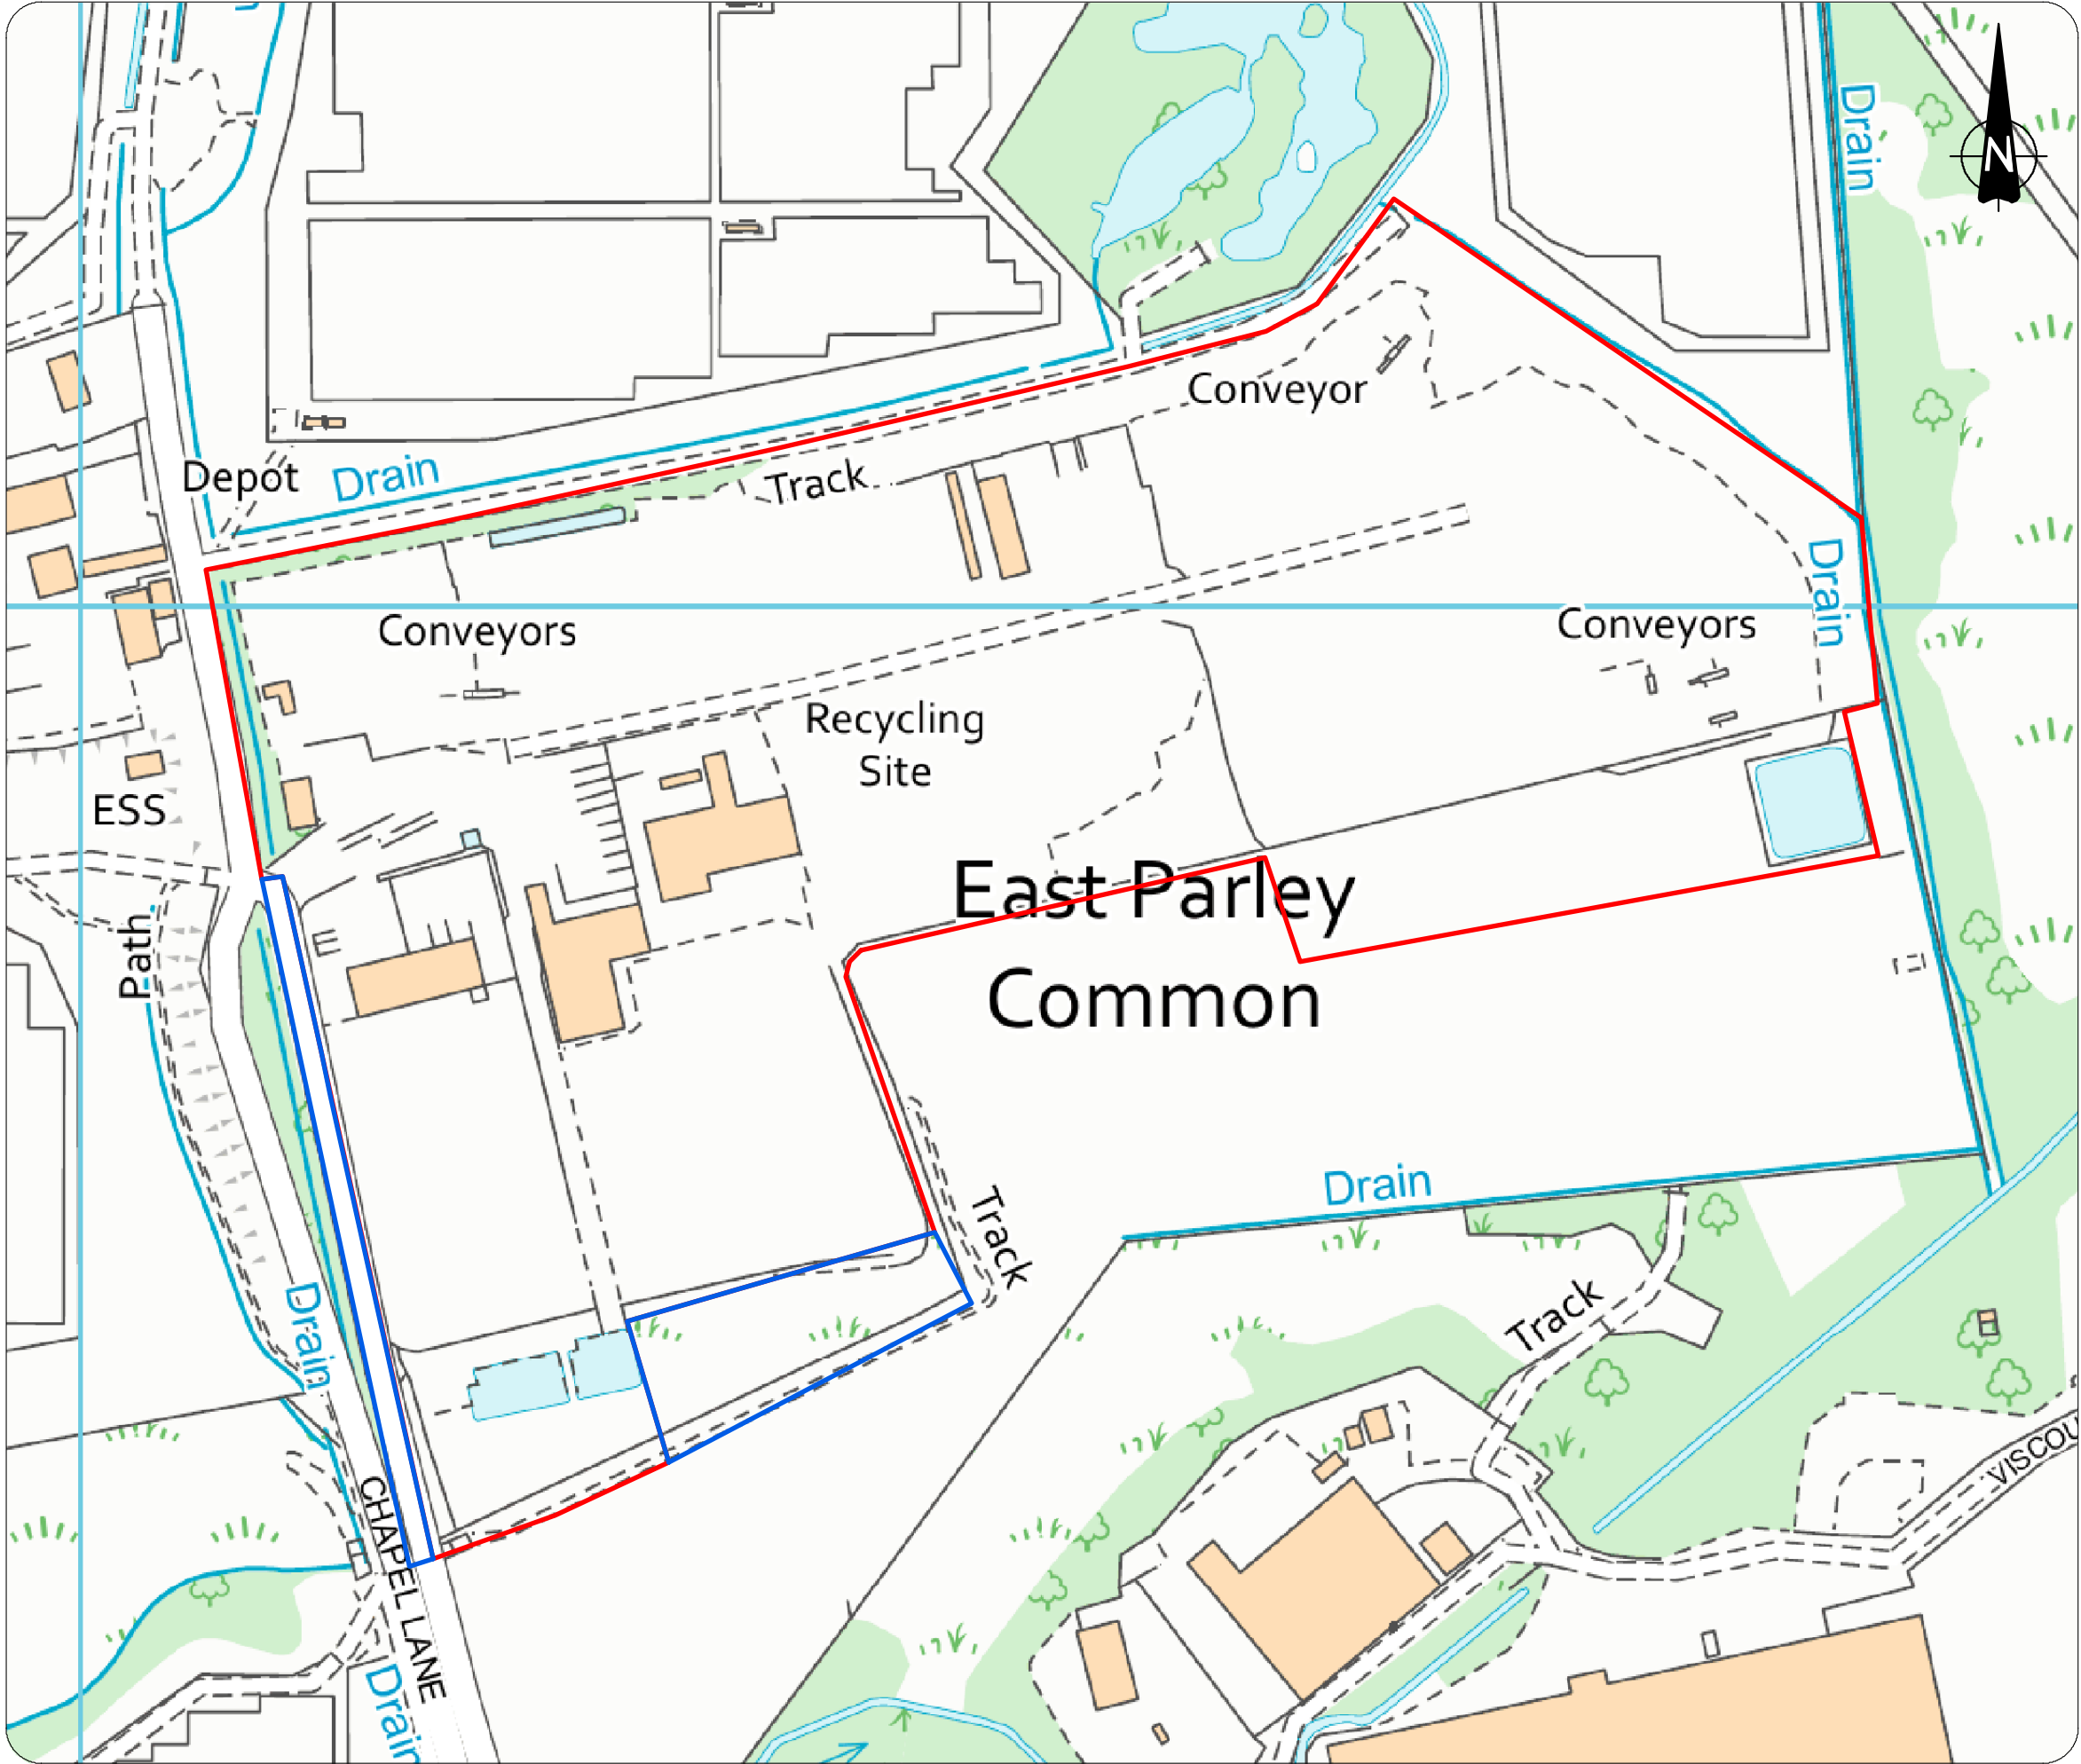 Drain
N
Conveyor
Depot
Drain
Track
Drain
Conveyors
Conveyors
Recycling
Site
ESS
East Parley
Common
Path
Drain
Track
Drain
Track
CHAPEL LANE
VISCOU
Drain